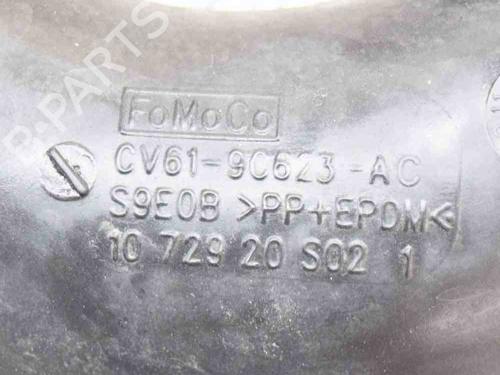 FoMoCo
CV61-9C623-AC
S9E0B >PP+EPDM<
10 729 20 S02 1
B-PARTS